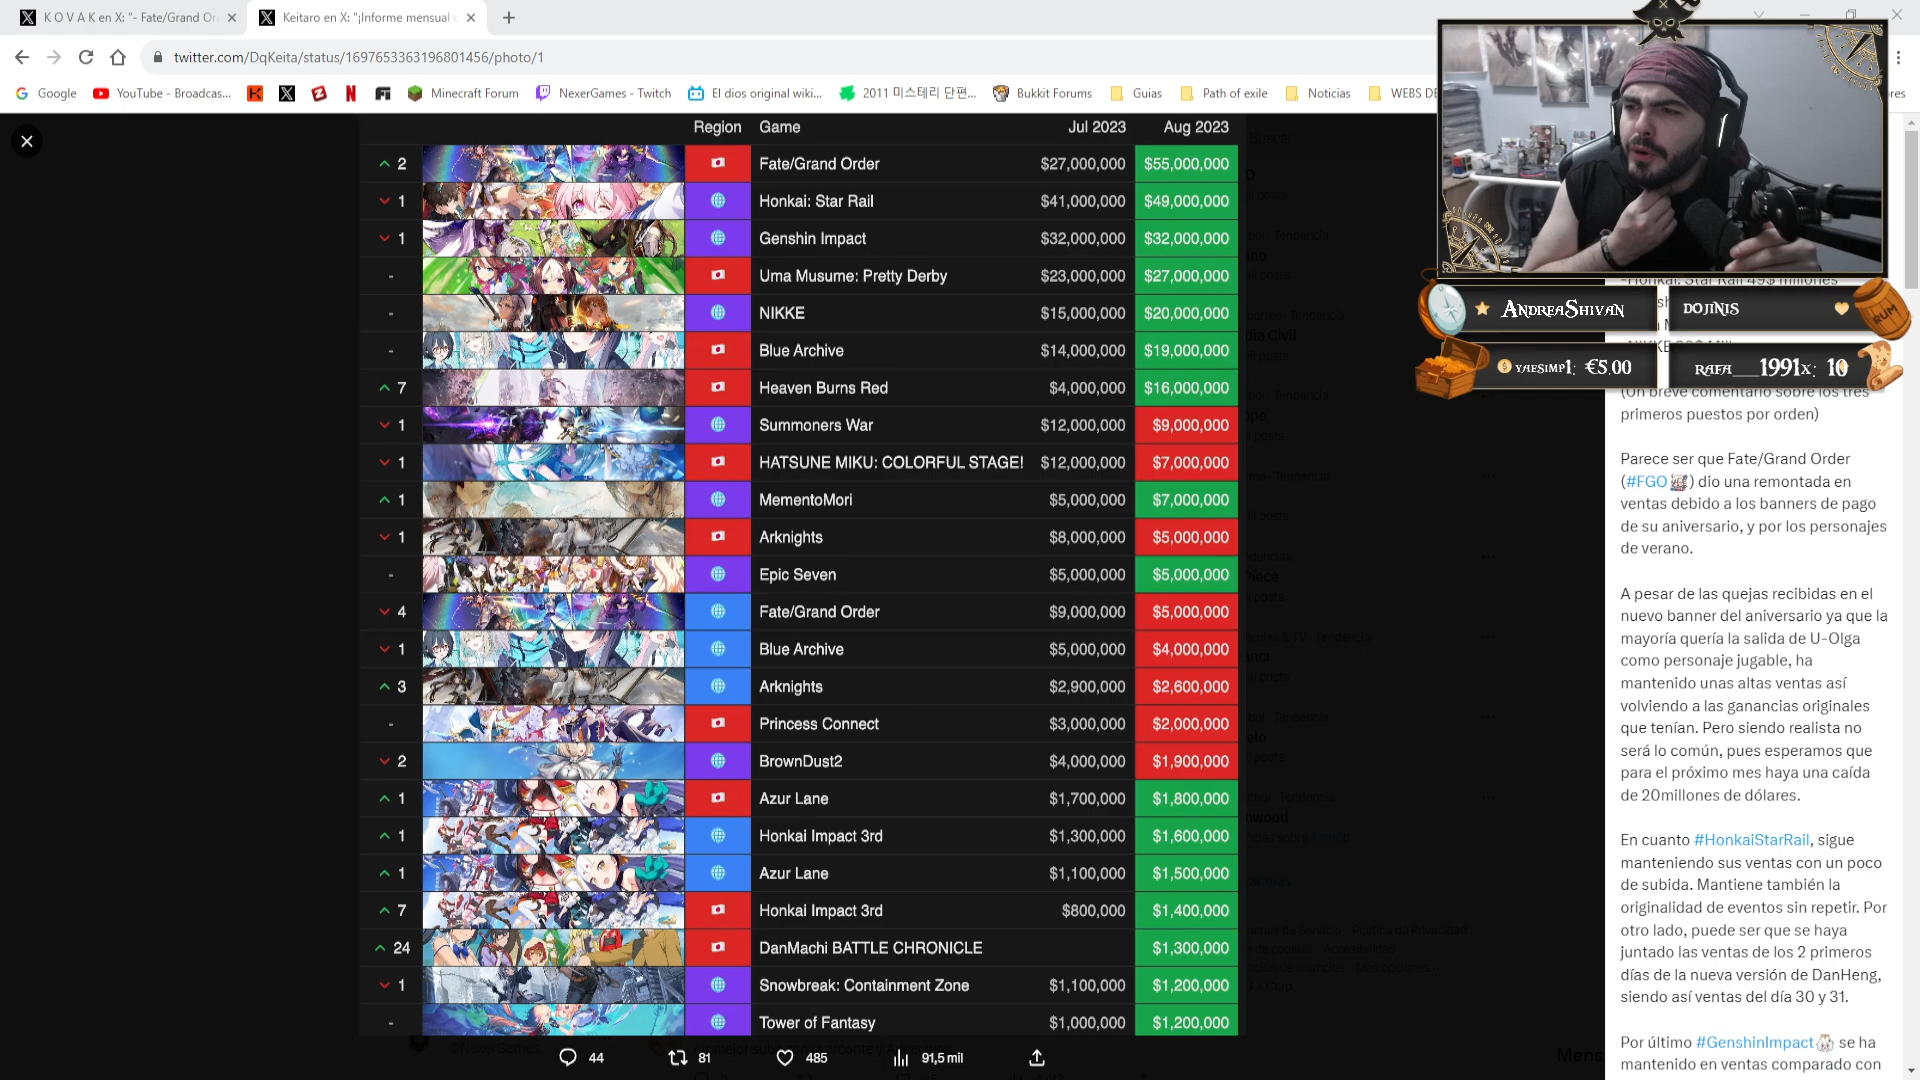 K O V A K en X: "- Fate/Grand Or
Keitaro en X: "¡Informe mensual
twitter.com/DqKeita/status/1697653363196801456/photo/1
Google
YouTube - Broadcas...
Minecraft Forum
NexerGames - Twitch
El dios original wiki...
2011 미스테리 단편...
Bukkit Forums
Guias
Path of exile
Noticias
WEBS DE
Region Game Jul 2023 Aug 2023
2 Fate/Grand Order $27,000,000 $55,000,000
1 Honkai: Star Rail $41,000,000 $49,000,000
1 Genshin Impact $32,000,000 $32,000,000
- Uma Musume: Pretty Derby $23,000,000 $27,000,000
- NIKKE $15,000,000 $20,000,000
- Blue Archive $14,000,000 $19,000,000
7 Heaven Burns Red $4,000,000 $16,000,000
1 Summoners War $12,000,000 $9,000,000
1 HATSUNE MIKU: COLORFUL STAGE! $12,000,000 $7,000,000
1 MementoMori $5,000,000 $7,000,000
1 Arknights $8,000,000 $5,000,000
- Epic Seven $5,000,000 $5,000,000
4 Fate/Grand Order $9,000,000 $5,000,000
1 Blue Archive $5,000,000 $4,000,000
3 Arknights $2,900,000 $2,600,000
- Princess Connect $3,000,000 $2,000,000
2 BrownDust2 $4,000,000 $1,900,000
1 Azur Lane $1,700,000 $1,800,000
1 Honkai Impact 3rd $1,300,000 $1,600,000
1 Azur Lane $1,100,000 $1,500,000
7 Honkai Impact 3rd $800,000 $1,400,000
24 DanMachi BATTLE CHRONICLE $1,300,000
1 Snowbreak: Containment Zone $1,100,000 $1,200,000
- Tower of Fantasy $1,000,000 $1,200,000
44 81 485 91,5 mil
AndreaShivan
DOJINIS
RUM
yaesimp1: €5.00
rafa___1991x: 10
(Un breve comentario sobre los tres
primeros puestos por orden)
Parece ser que Fate/Grand Order
(#FGO) dio una remontada en
ventas debido a los banners de pago
de su aniversario, y por los personajes
de verano.
A pesar de las quejas recibidas en el
nuevo banner del aniversario ya que la
mayoría quería la salida de U-Olga
como personaje jugable, ha
mantenido unas altas ventas así
volviendo a las ganancias originales
que tenían. Pero siendo realista no
será lo común, pues esperamos que
para el próximo mes haya una caída
de 20millones de dólares.
En cuanto #HonkaiStarRail, sigue
manteniendo sus ventas con un poco
de subida. Mantiene también la
originalidad de eventos sin repetir. Por
otro lado, puede ser que se haya
juntado las ventas de los 2 primeros
días de la nueva versión de DanHeng,
siendo así ventas del día 30 y 31.
Por último #GenshinImpact se ha
mantenido en ventas comparado con